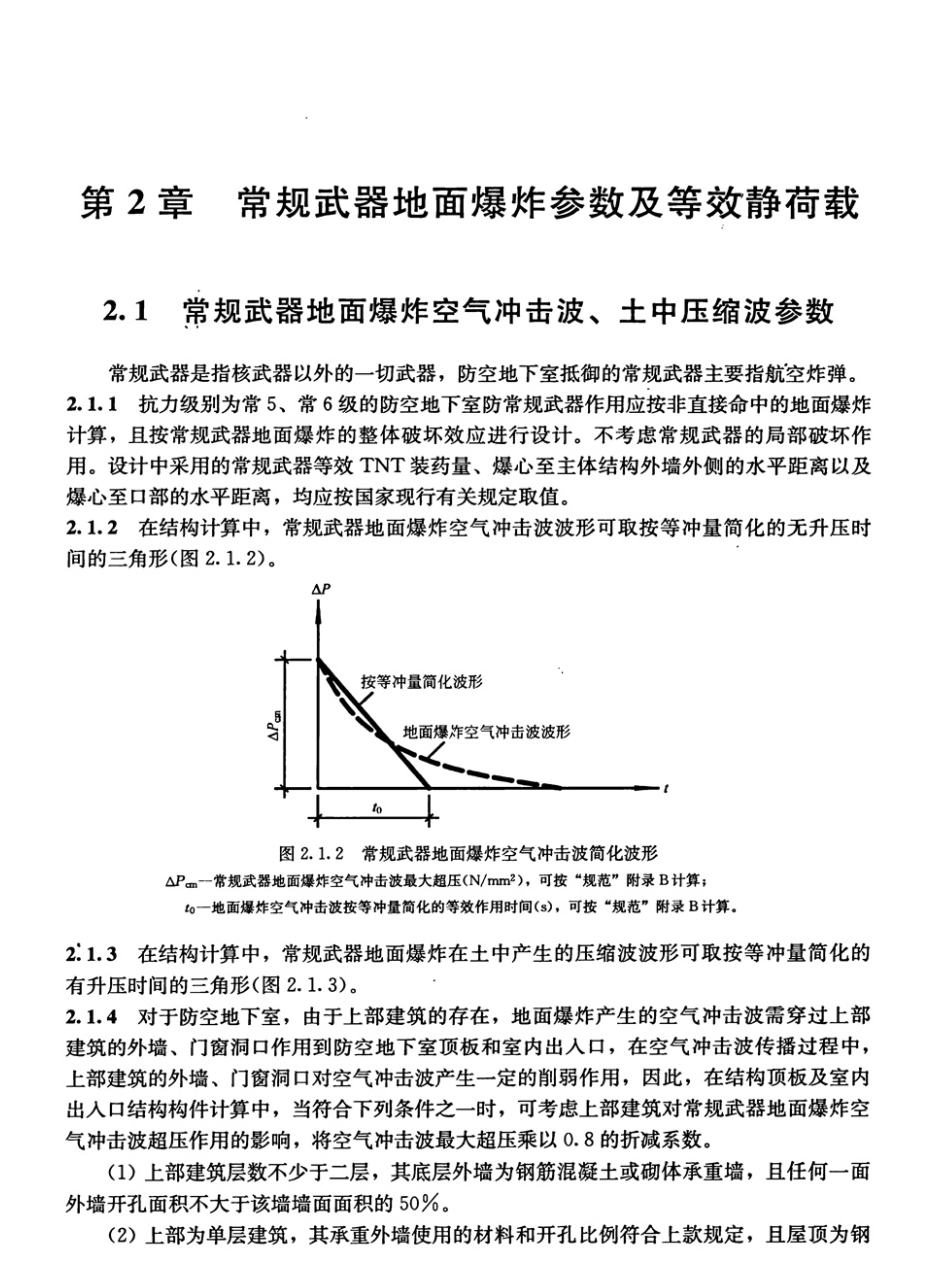 第 2 章 常规武器地面爆炸参数及等效静荷载
2.1 常规武器地面爆炸空气冲击波、土中压缩波参数
常规武器是指核武器以外的一切武器，防空地下室抵御的常规武器主要指航空炸弹。
2.1.1 抗力级别为常 5、常 6 级的防空地下室防常规武器作用应按非直接命中的地面爆炸
计算，且按常规武器地面爆炸的整体破坏效应进行设计。不考虑常规武器的局部破坏作
用。设计中采用的常规武器等效 TNT 装药量、爆心至主体结构外墙外侧的水平距离以及
爆心至口部的水平距离，均应按国家现行有关规定取值。
2.1.2 在结构计算中，常规武器地面爆炸空气冲击波波形可取按等冲量简化的无升压时
间的三角形(图 2.1.2)。
ΔP
按等冲量简化波形
ΔPcm
地面爆炸空气冲击波波形
t
t₀
图 2.1.2 常规武器地面爆炸空气冲击波简化波形
ΔPcm—常规武器地面爆炸空气冲击波最大超压(N/mm²)，可按“规范”附录 B 计算；
t₀—地面爆炸空气冲击波按等冲量简化的等效作用时间(s)，可按“规范”附录 B 计算。
2.1.3 在结构计算中，常规武器地面爆炸在土中产生的压缩波波形可取按等冲量简化的
有升压时间的三角形(图 2.1.3)。
2.1.4 对于防空地下室，由于上部建筑的存在，地面爆炸产生的空气冲击波需穿过上部
建筑的外墙、门窗洞口作用到防空地下室顶板和室内出入口，在空气冲击波传播过程中，
上部建筑的外墙、门窗洞口对空气冲击波产生一定的削弱作用，因此，在结构顶板及室内
出入口结构构件计算中，当符合下列条件之一时，可考虑上部建筑对常规武器地面爆炸空
气冲击波超压作用的影响，将空气冲击波最大超压乘以 0.8 的折减系数。
(1) 上部建筑层数不少于二层，其底层外墙为钢筋混凝土或砌体承重墙，且任何一面
外墙开孔面积不大于该墙墙面面积的 50%。
(2) 上部为单层建筑，其承重外墙使用的材料和开孔比例符合上款规定，且屋顶为钢